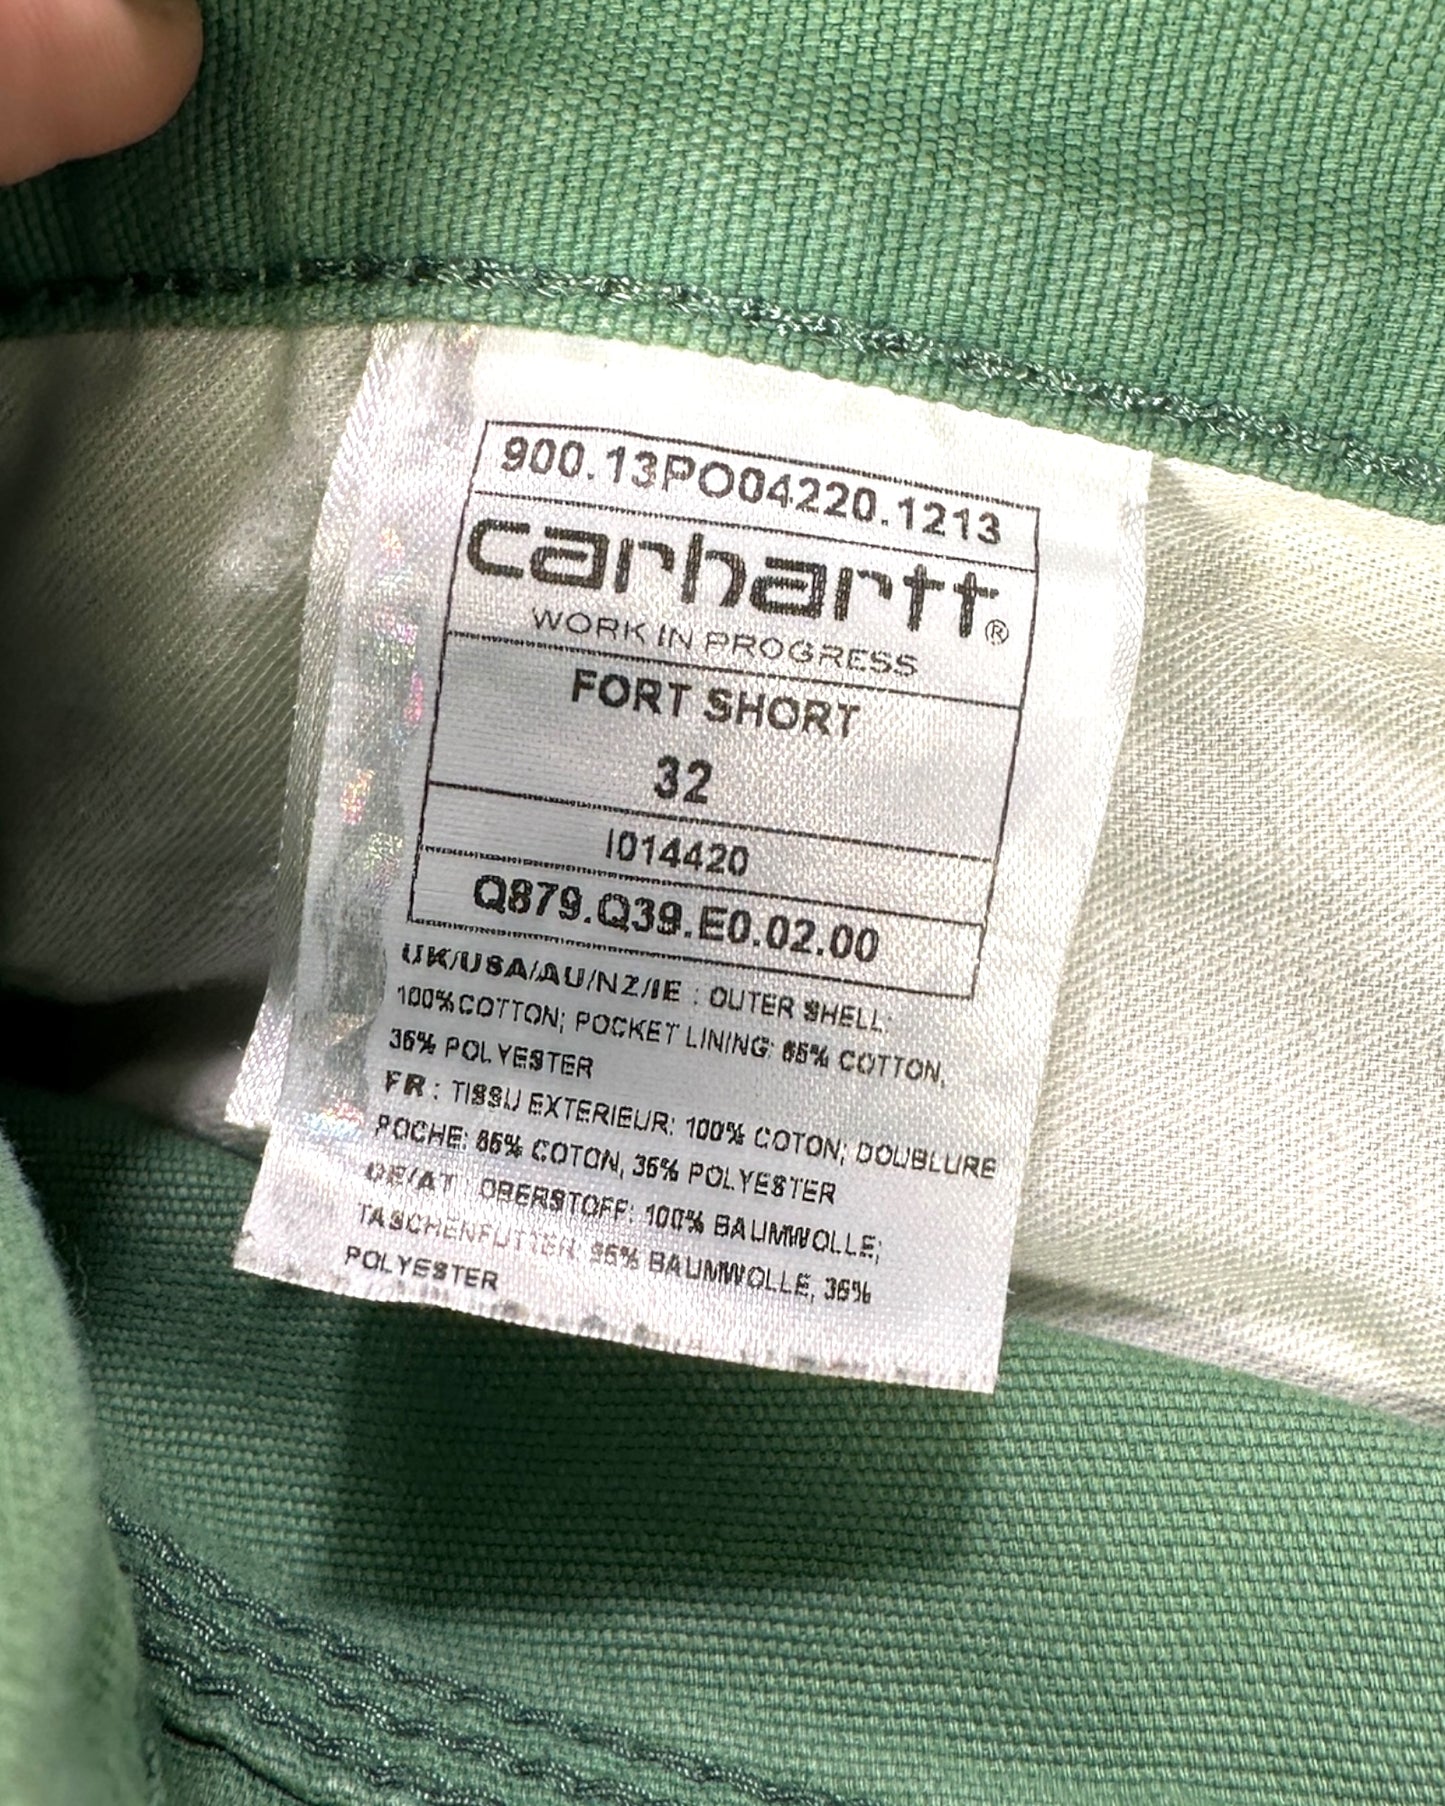 900.13PO04220.1213
carhartt®
WORK IN PROGRESS
FORT SHORT
32
I014420
Q879.Q39.E0.02.00
UK/USA/AU/NZ/IE : OUTER SHELL:
100%COTTON; POCKET LINING: 65% COTTON,
35% POLYESTER
FR : TISSU EXTERIEUR: 100% COTON; DOUBLURE
POCHE: 65% COTON, 35% POLYESTER
DE/AT : OBERSTOFF: 100% BAUMWOLLE;
TASCHENFUTTER: 65% BAUMWOLLE, 35%
POLYESTER